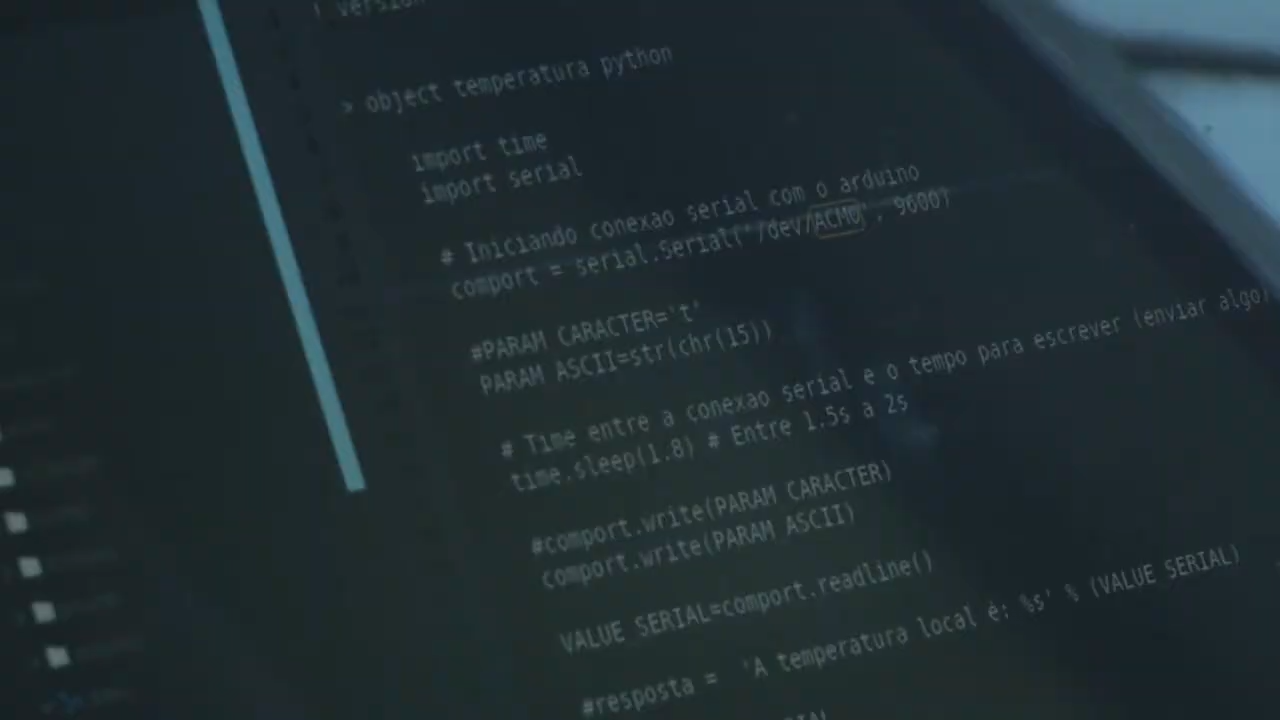 version
> object temperatura python
import time
import serial
# Iniciando conexao serial com o arduino
comport = serial.Serial('/dev/ACM0', 9600)
#PARAM CARACTER='t'
PARAM ASCII=str(chr(15))
# Time entre a conexao serial e o tempo para escrever (enviar algo)
time.sleep(1.8) # Entre 1.5s a 2s
#comport.write(PARAM CARACTER)
comport.write(PARAM ASCII)
VALUE SERIAL=comport.readline()
#resposta = 'A temperatura local é: %s' % (VALUE SERIAL)